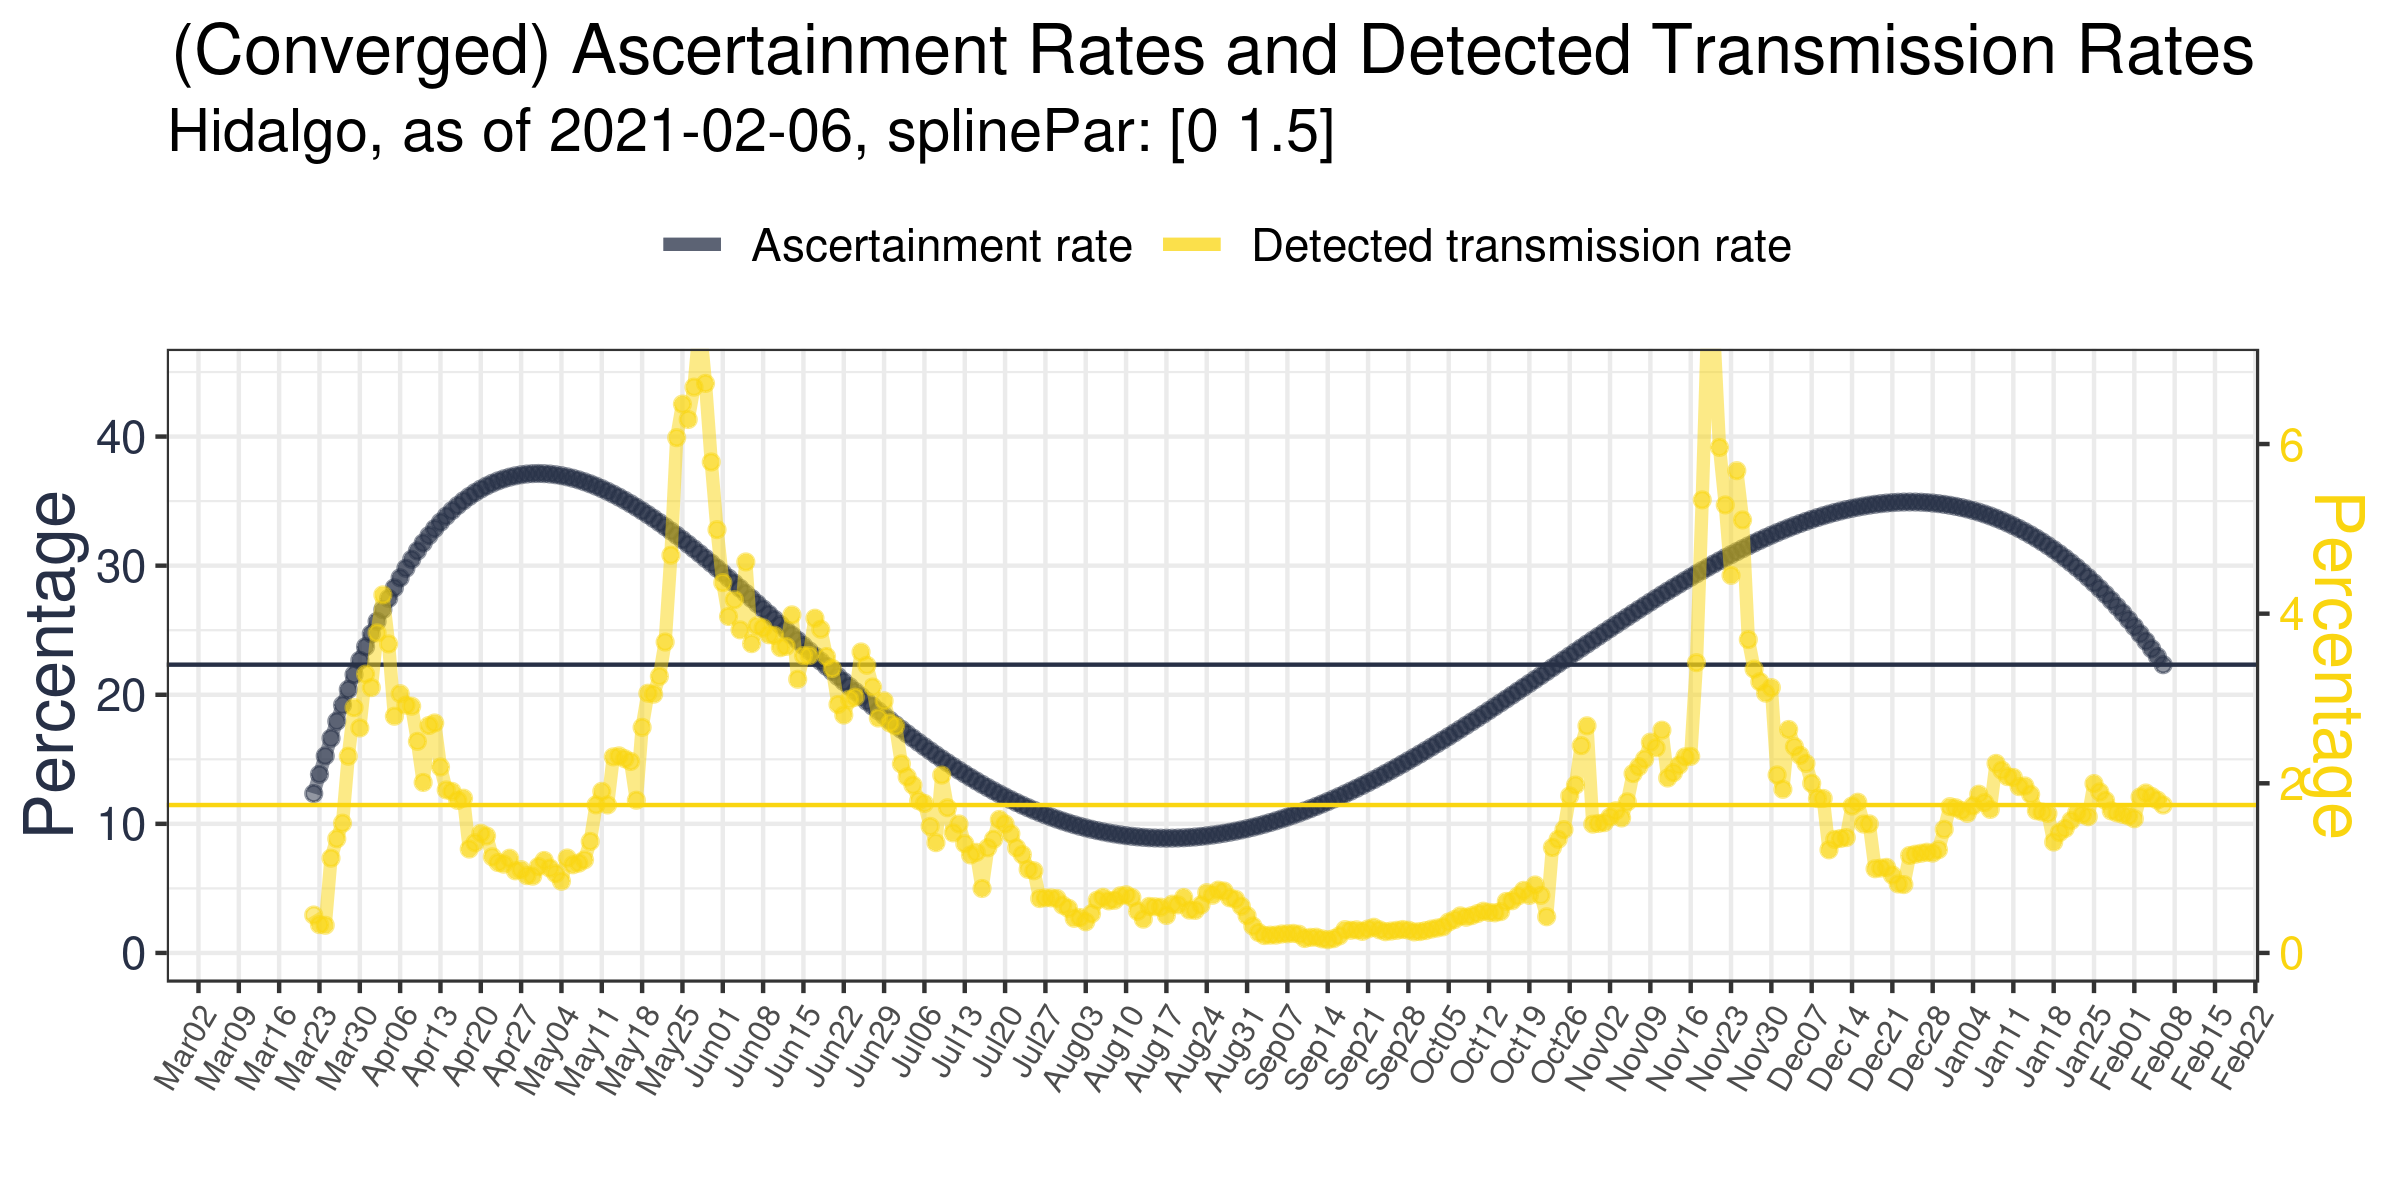 (Converged) Ascertainment Rates and Detected Transmission Rates
Hidalgo, as of 2021-02-06, splinePar: [0 1.5]
Ascertainment rate
Detected transmission rate
Percentage
40
30
20
10
0
6
4
2
0
Percentage
Mar02
Mar09
Mar16
Mar23
Mar30
Apr06
Apr13
Apr20
Apr27
May04
May11
May18
May25
Jun01
Jun08
Jun15
Jun22
Jun29
Jul06
Jul13
Jul20
Jul27
Aug03
Aug10
Aug17
Aug24
Aug31
Sep07
Sep14
Sep21
Sep28
Oct05
Oct12
Oct19
Oct26
Nov02
Nov09
Nov16
Nov23
Nov30
Dec07
Dec14
Dec21
Dec28
Jan04
Jan11
Jan18
Jan25
Feb01
Feb08
Feb15
Feb22